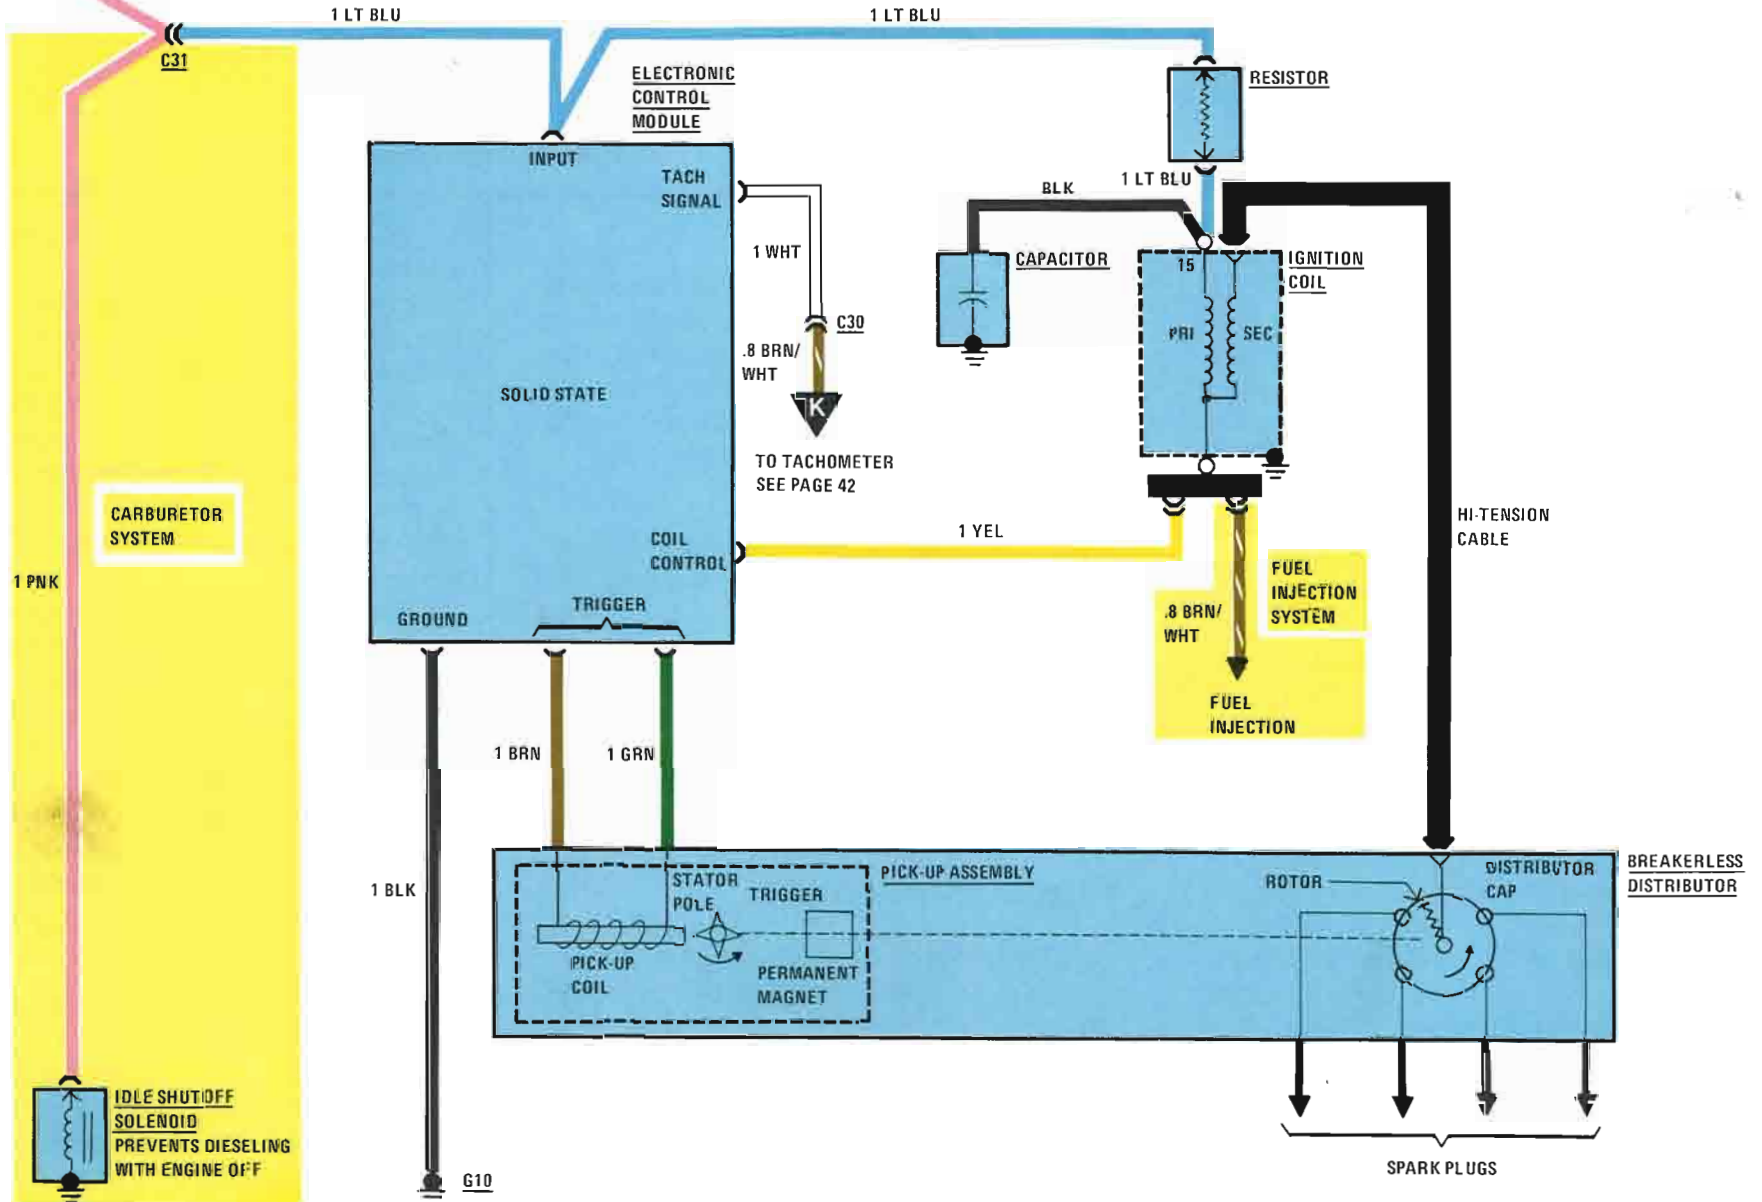 1 LT BLU
1 LT BLU
C31
ELECTRONIC
CONTROL
MODULE
RESISTOR
INPUT
TACH
SIGNAL
1 LT BLU
BLK
1 WHT
CAPACITOR
15
IGNITION
COIL
C30
PRI
SEC
.8 BRN/
WHT
SOLID STATE
K
TO TACHOMETER
SEE PAGE 42
CARBURETOR
SYSTEM
HI-TENSION
CABLE
1 YEL
COIL
CONTROL
1 PNK
FUEL
INJECTION
SYSTEM
.8 BRN/
WHT
TRIGGER
GROUND
FUEL
INJECTION
1 BRN
1 GRN
1 BLK
STATOR
POLE
TRIGGER
PICK-UP ASSEMBLY
ROTOR
DISTRIBUTOR
CAP
BREAKERLESS
DISTRIBUTOR
PICK-UP
COIL
PERMANENT
MAGNET
IDLE SHUTOFF
SOLENOID
PREVENTS DIESELING
WITH ENGINE OFF
G10
SPARK PLUGS